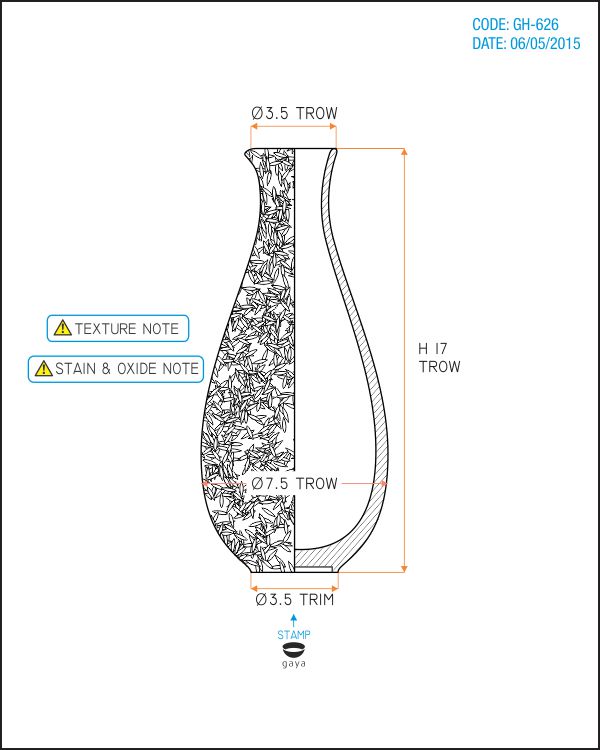 CODE: GH-626
DATE: 06/05/2015
Ø3.5 TROW
TEXTURE NOTE
STAIN & OXIDE NOTE
H 17
TROW
Ø7.5 TROW
Ø3.5 TRIM
STAMP
gaya